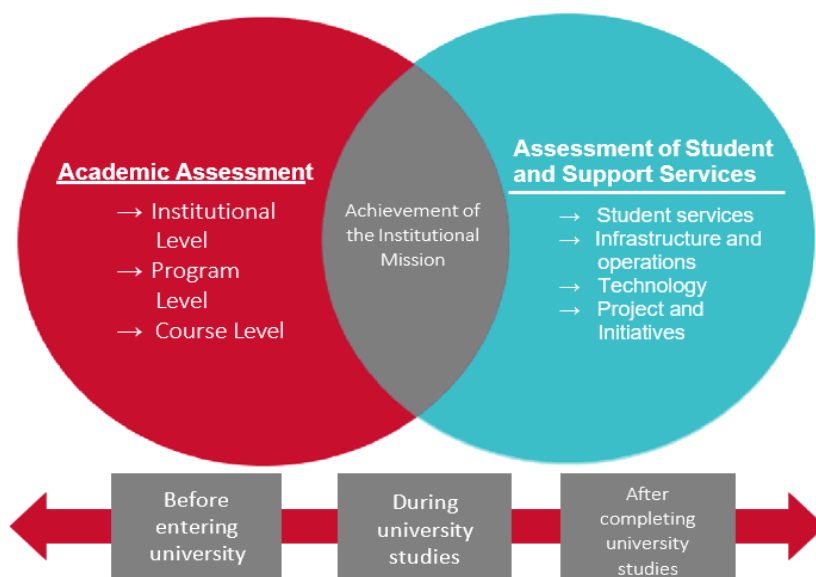 Academic Assessment
→ Institutional
Level
→ Program
Level
→ Course Level
Achievement of
the Institutional
Mission
Assessment of Student
and Support Services
→ Student services
→ Infrastructure and
operations
→ Technology
→ Project and
Initiatives
Before
entering
university
During
university
studies
After
completing
university
studies